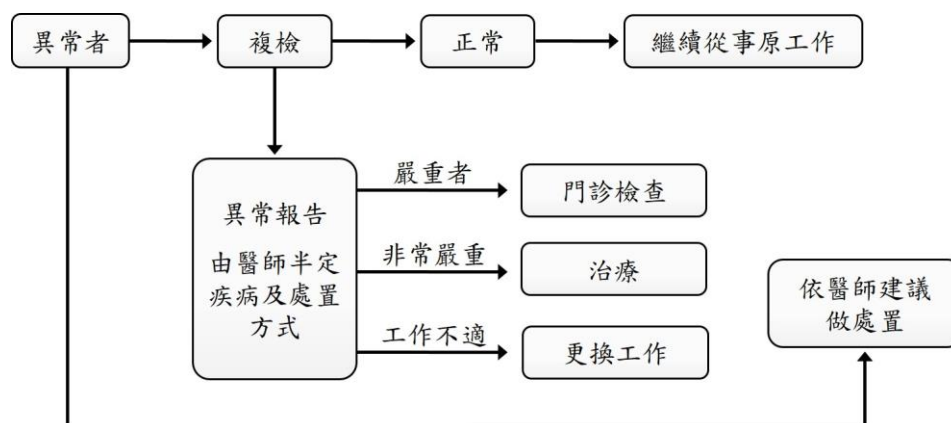 異常者
複檢
正常
繼續從事原工作
異常報告
由醫師半定
疾病及處置
方式
嚴重者
門診檢查
非常嚴重
治療
工作不適
更換工作
依醫師建議
做處置